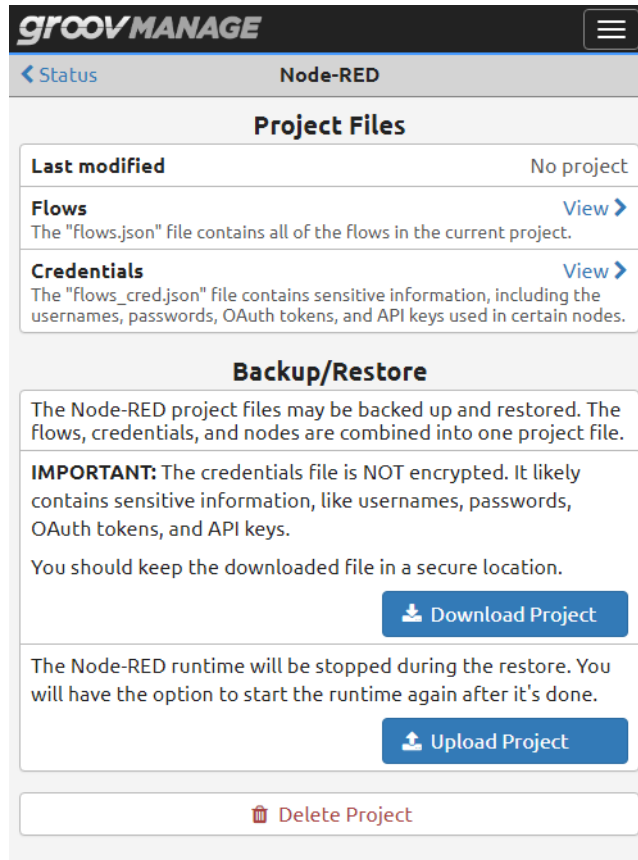 groov MANAGE
Status
Node-RED
Project Files
Last modified
No project
Flows
View
The "flows.json" file contains all of the flows in the current project.
Credentials
View
The "flows_cred.json" file contains sensitive information, including the
usernames, passwords, OAuth tokens, and API keys used in certain nodes.
Backup/Restore
The Node-RED project files may be backed up and restored. The
flows, credentials, and nodes are combined into one project file.
IMPORTANT: The credentials file is NOT encrypted. It likely
contains sensitive information, like usernames, passwords,
OAuth tokens, and API keys.
You should keep the downloaded file in a secure location.
Download Project
The Node-RED runtime will be stopped during the restore. You
will have the option to start the runtime again after it's done.
Upload Project
Delete Project